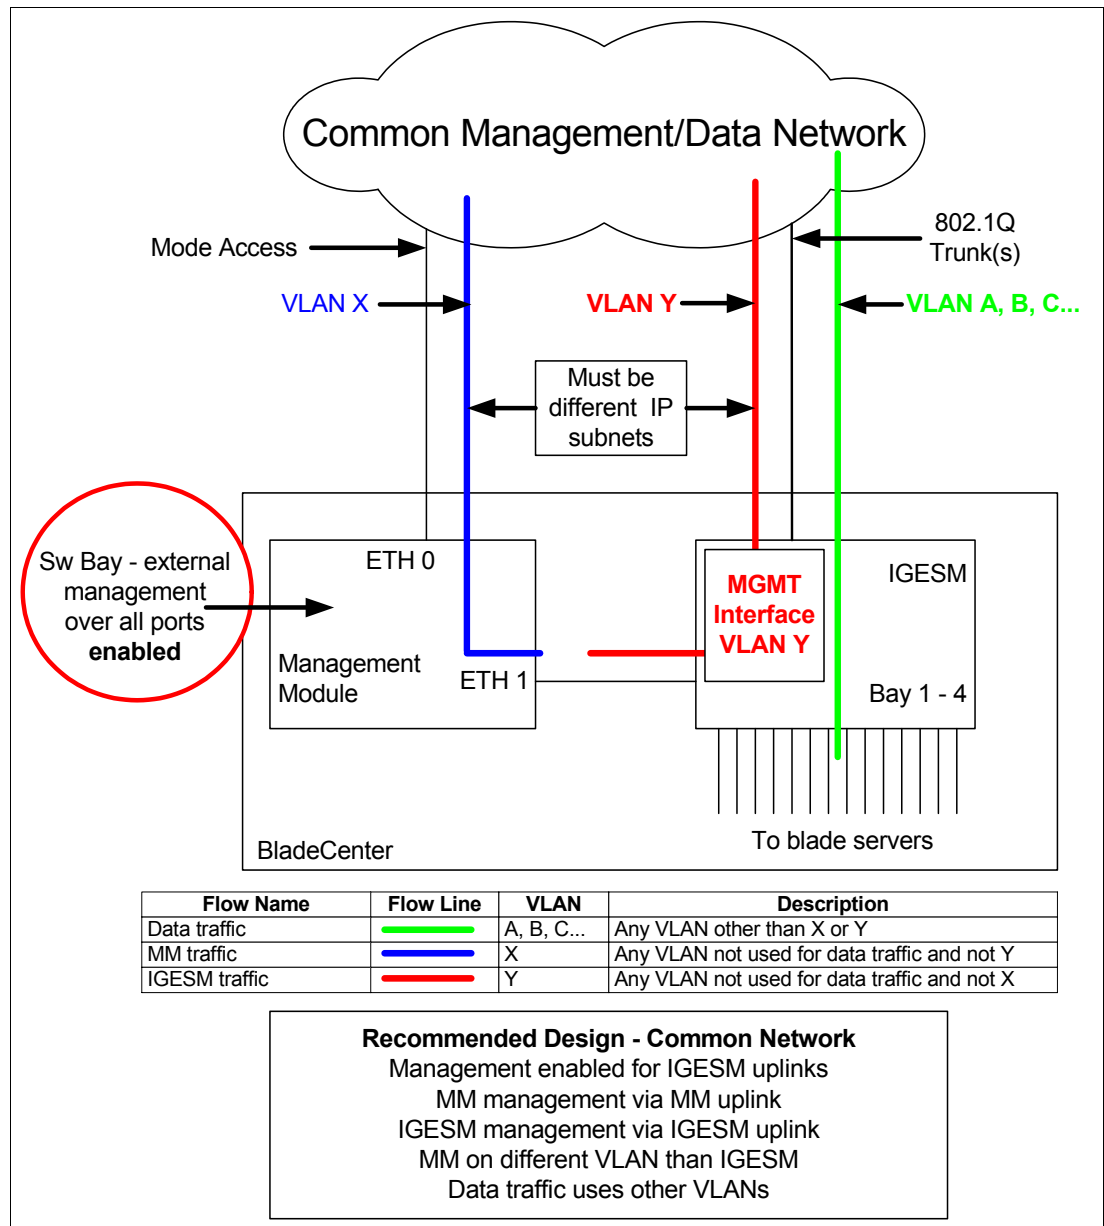 Common Management/Data Network
Mode Access
802.1Q
Trunk(s)
VLAN X
VLAN Y
VLAN A, B, C...
Must be
different IP
subnets
Sw Bay - external
management
over all ports
enabled
ETH 0
Management
Module
ETH 1
MGMT
Interface
VLAN Y
IGESM
Bay 1 - 4
To blade servers
BladeCenter
Flow Name Flow Line VLAN Description
Data traffic A, B, C... Any VLAN other than X or Y
MM traffic X Any VLAN not used for data traffic and not Y
IGESM traffic Y Any VLAN not used for data traffic and not X
Recommended Design - Common Network
Management enabled for IGESM uplinks
MM management via MM uplink
IGESM management via IGESM uplink
MM on different VLAN than IGESM
Data traffic uses other VLANs